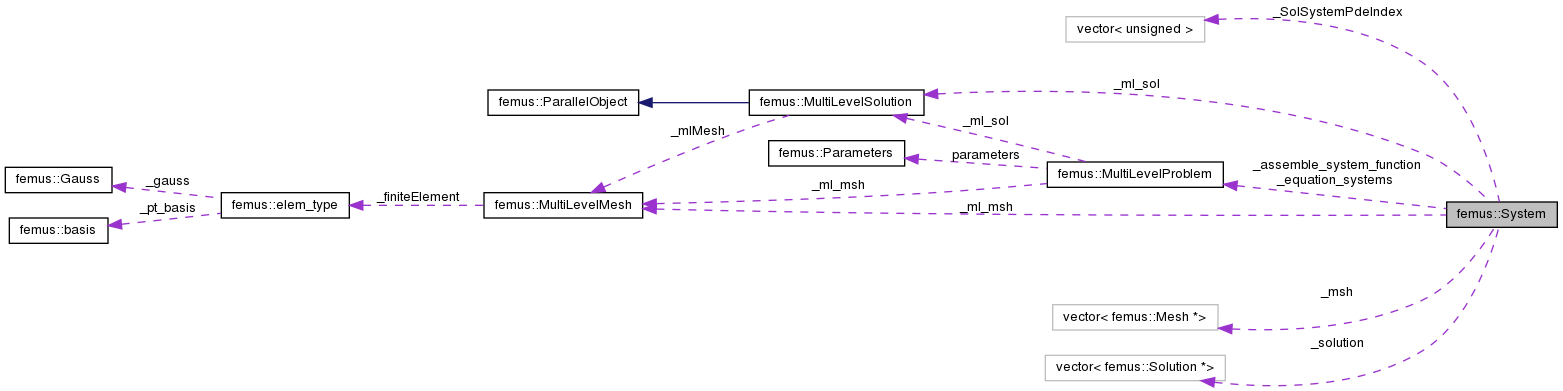 _SolSystemPdeIndex
vector< unsigned >
_ml_sol
femus::ParallelObject
femus::MultiLevelSolution
_mlMesh
_ml_sol
femus::Parameters
parameters
_assemble_system_function
_equation_systems
femus::MultiLevelProblem
femus::Gauss
_gauss
_ml_msh
_finiteElement
femus::elem_type
femus::MultiLevelMesh
_pt_basis
_ml_msh
femus::System
femus::basis
_msh
vector< femus::Mesh *>
_solution
vector< femus::Solution *>